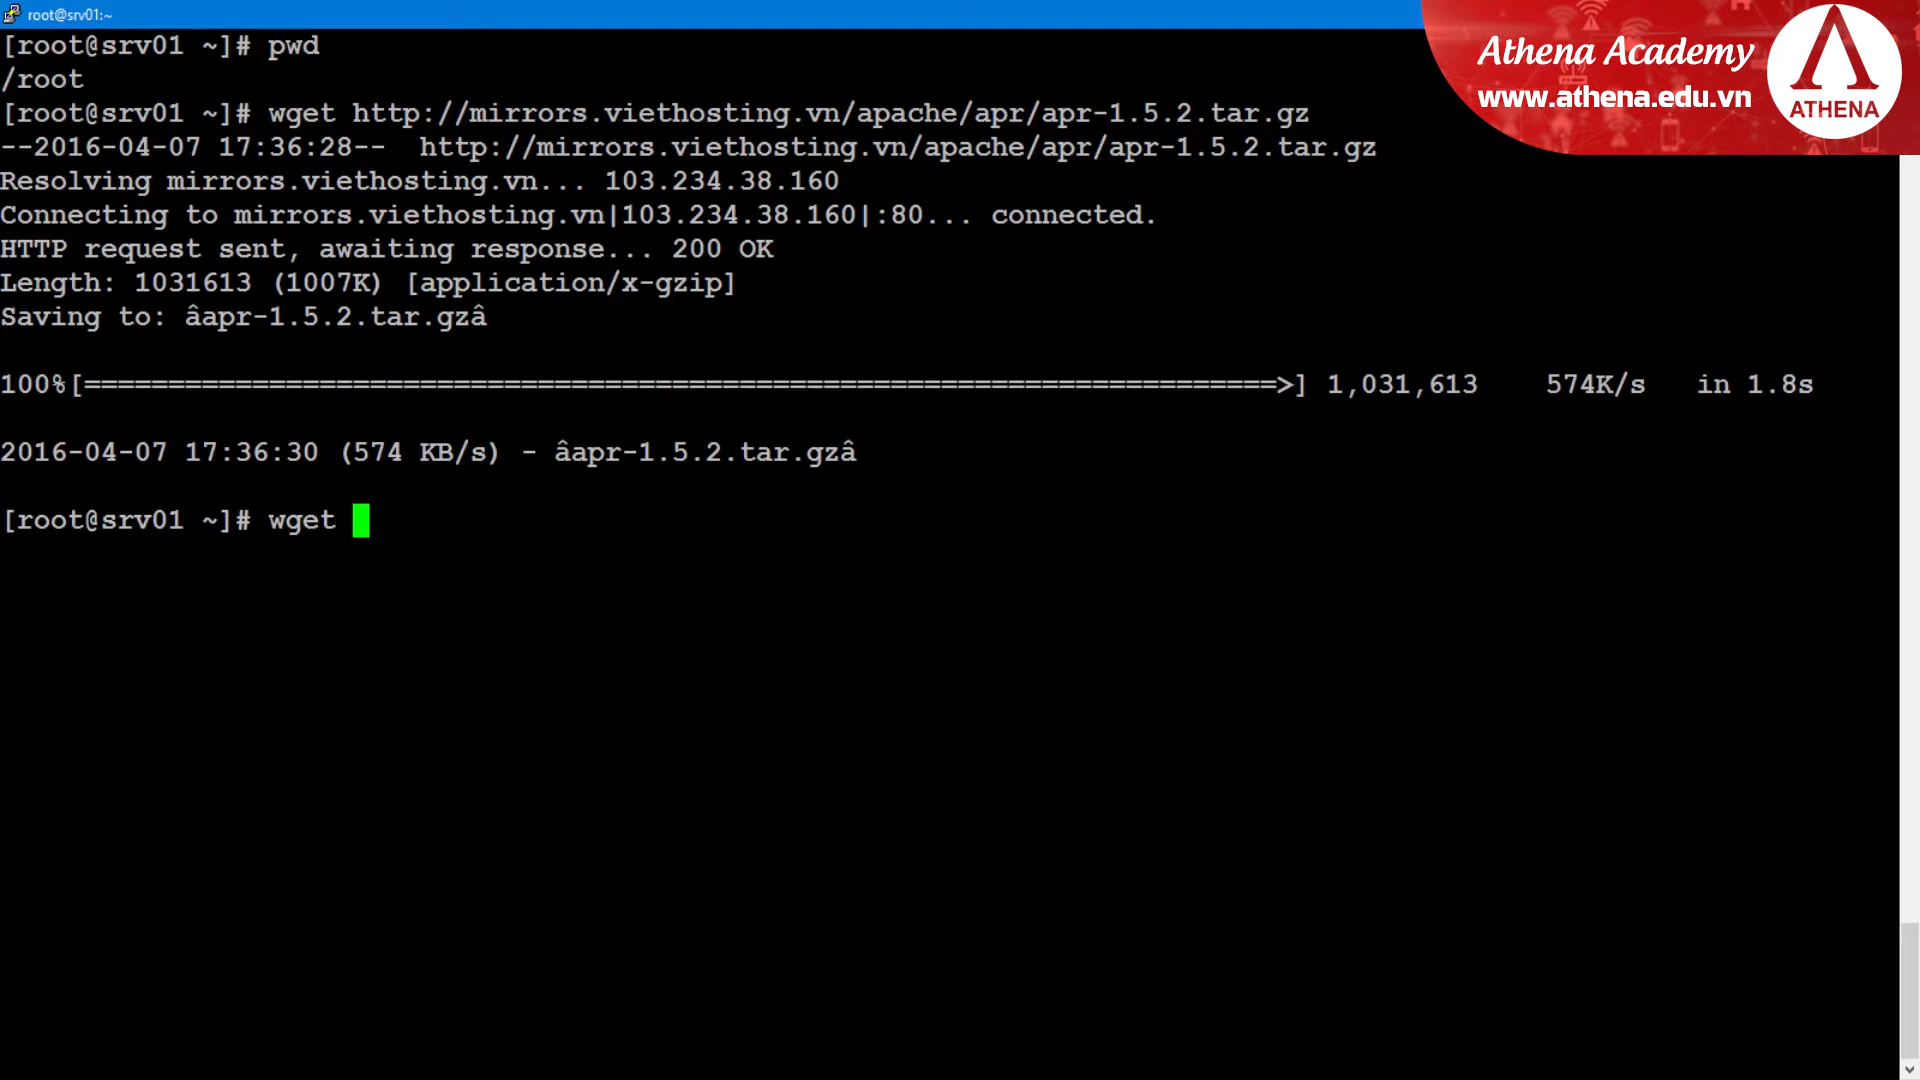 root@srv01:~
[root@srv01 ~]# pwd
/root
[root@srv01 ~]# wget http://mirrors.viethosting.vn/apache/apr/apr-1.5.2.tar.gz
--2016-04-07 17:36:28--  http://mirrors.viethosting.vn/apache/apr/apr-1.5.2.tar.gz
Resolving mirrors.viethosting.vn... 103.234.38.160
Connecting to mirrors.viethosting.vn|103.234.38.160|:80... connected.
HTTP request sent, awaiting response... 200 OK
Length: 1031613 (1007K) [application/x-gzip]
Saving to: âapr-1.5.2.tar.gzâ
100%[=======================================================================>] 1,031,613    574K/s   in 1.8s
2016-04-07 17:36:30 (574 KB/s) - âapr-1.5.2.tar.gzâ
[root@srv01 ~]# wget
Athena Academy
www.athena.edu.vn
ATHENA